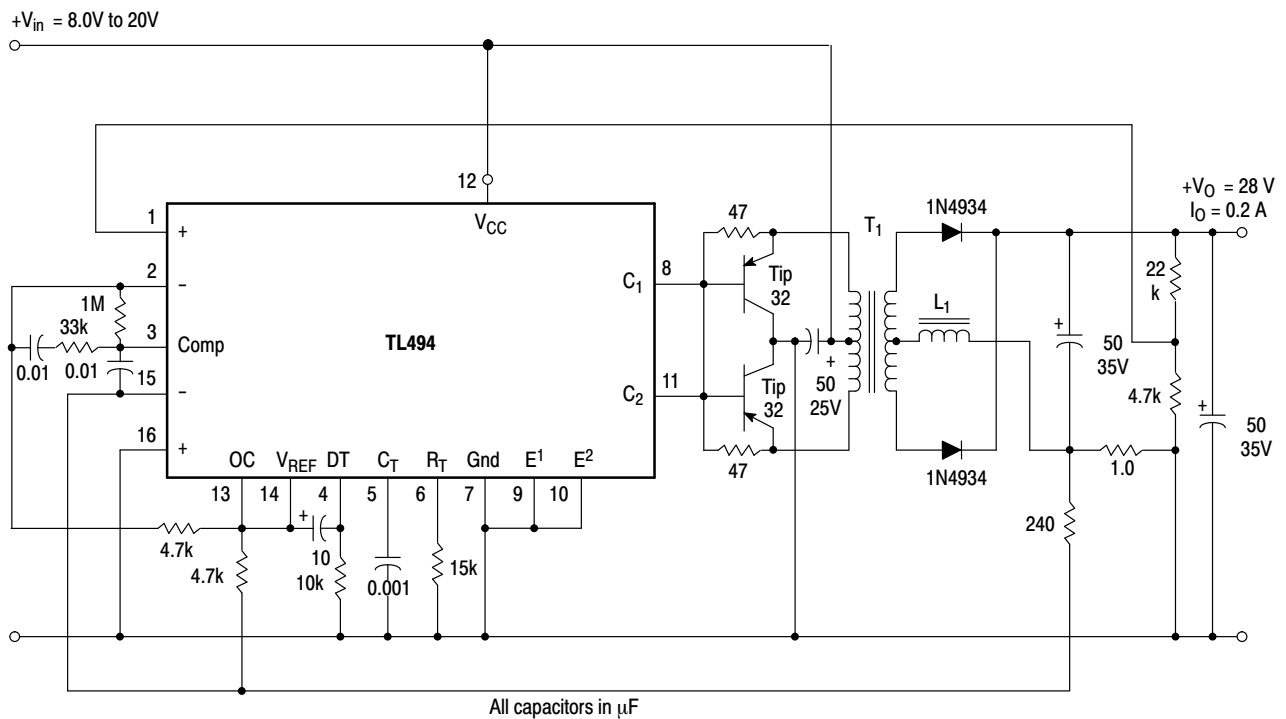 +Vin = 8.0V to 20V
12
VCC
+VO = 28 V
IO = 0.2 A
1
+
2
−
3
Comp
15
−
16
+
TL494
C1
8
C2
11
OC
VREF
DT
CT
RT
Gnd
E1
E2
13
14
4
5
6
7
9
10
1M
33k
0.01
0.01
4.7k
4.7k
+
10
10k
0.001
15k
47
Tip
32
Tip
32
47
+
50
25V
T1
1N4934
L1
1N4934
+
50
35V
22
k
4.7k
1.0
240
+
50
35V
All capacitors in μF